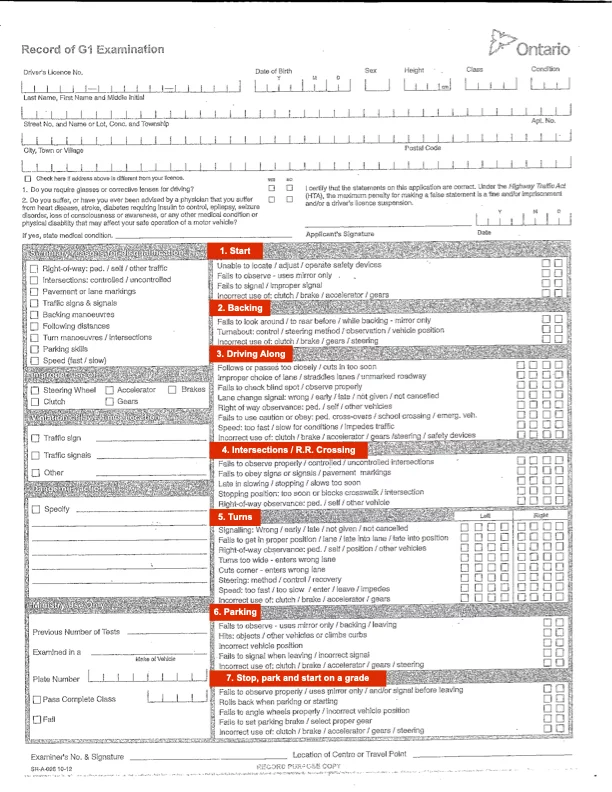 Record of G1 Examination
Ontario
Driver's Licence No.
Date of Birth
Y M D
Sex
Height
cm
Class
Condition
Last Name, First Name and Middle Initial
Street No. and Name or Lot, Conc. and Township
Apt. No.
City, Town or Village
Postal Code
Check here if address above is different from your licence.
YES NO
1. Do you require glasses or corrective lenses for driving?
2. Do you suffer, or have you ever been advised by a physician that you suffer
from heart disease, stroke, diabetes requiring insulin to control, epilepsy, seizure
disorder, loss of consciousness or awareness, or any other medical condition or
physical disability that may affect your safe operation of a motor vehicle?
If yes, state medical condition.
I certify that the statements on this application are correct. Under the Highway Traffic Act
(HTA), the maximum penalty for making a false statement is a fine and/or imprisonment
and/or a driver's licence suspension.
Y M D
Applicant's Signature
Date
Right-of-way: ped. / self / other traffic
Intersections: controlled / uncontrolled
Pavement or lane markings
Traffic signs & signals
Backing manoeuvres
Following distances
Turn manoeuvres / intersections
Parking skills
Speed (fast / slow)
Steering Wheel
Accelerator
Brakes
Clutch
Gears
Traffic sign
Traffic signals
Other
Specify
Ministry Use Only
Previous Number of Tests
Examined in a
Make of Vehicle
Plate Number
Pass Complete Class
Fail
1. Start
Unable to locate / adjust / operate safety devices
Fails to observe - uses mirror only
Fails to signal / improper signal
Incorrect use of: clutch / brake / accelerator / gears
2. Backing
Fails to look around / to rear before / while backing - mirror only
Turnabout: control / steering method / observation / vehicle position
Incorrect use of: clutch / brake / gears / steering
3. Driving Along
Follows or passes too closely / cuts in too soon
Improper choice of lane / straddles lanes / unmarked roadway
Fails to check blind spot / observe properly
Lane change signal: wrong / early / late / not given / not cancelled
Right of way observance: ped. / self / other vehicles
Fails to use caution or obey: ped. cross-overs / school crossing / emerg. veh.
Speed: too fast / slow for conditions / impedes traffic
Incorrect use of: clutch / brake / accelerator / gears /steering / safety devices
4. Intersections / R.R. Crossing
Fails to observe properly / controlled / uncontrolled intersections
Fails to obey signs or signals / pavement markings
Late in slowing / stopping / slows too soon
Stopping position: too soon or blocks crosswalk / intersection
Right-of-way observance: ped. / self / other vehicle
5. Turns
Left
Right
Signalling: Wrong / early / late / not given / not cancelled
Fails to get in proper position / lane / late into lane / late into position
Right-of-way observance: ped. / self / position / other vehicles
Turns too wide - enters wrong lane
Cuts corner - enters wrong lane
Steering: method / control / recovery
Speed: too fast / too slow / enter / leave / impedes
Incorrect use of: clutch / brake / accelerator / gears
6. Parking
Fails to observe - uses mirror only / backing / leaving
Hits: objects / other vehicles or climbs curbs
Incorrect vehicle position
Fails to signal when leaving / incorrect signal
Incorrect use of: clutch / brake / accelerator / gears / steering
7. Stop, park and start on a grade
Fails to observe properly / uses mirror only / and/or signal before leaving
Rolls back when parking or starting
Fails to angle wheels properly / incorrect vehicle position
Fails to set parking brake / select proper gear
Incorrect use of: clutch / brake / accelerator / gears / steering
Examiner's No. & Signature
Location of Centre or Travel Point
SR-A-005 10-12
RECORD PURPOSE COPY